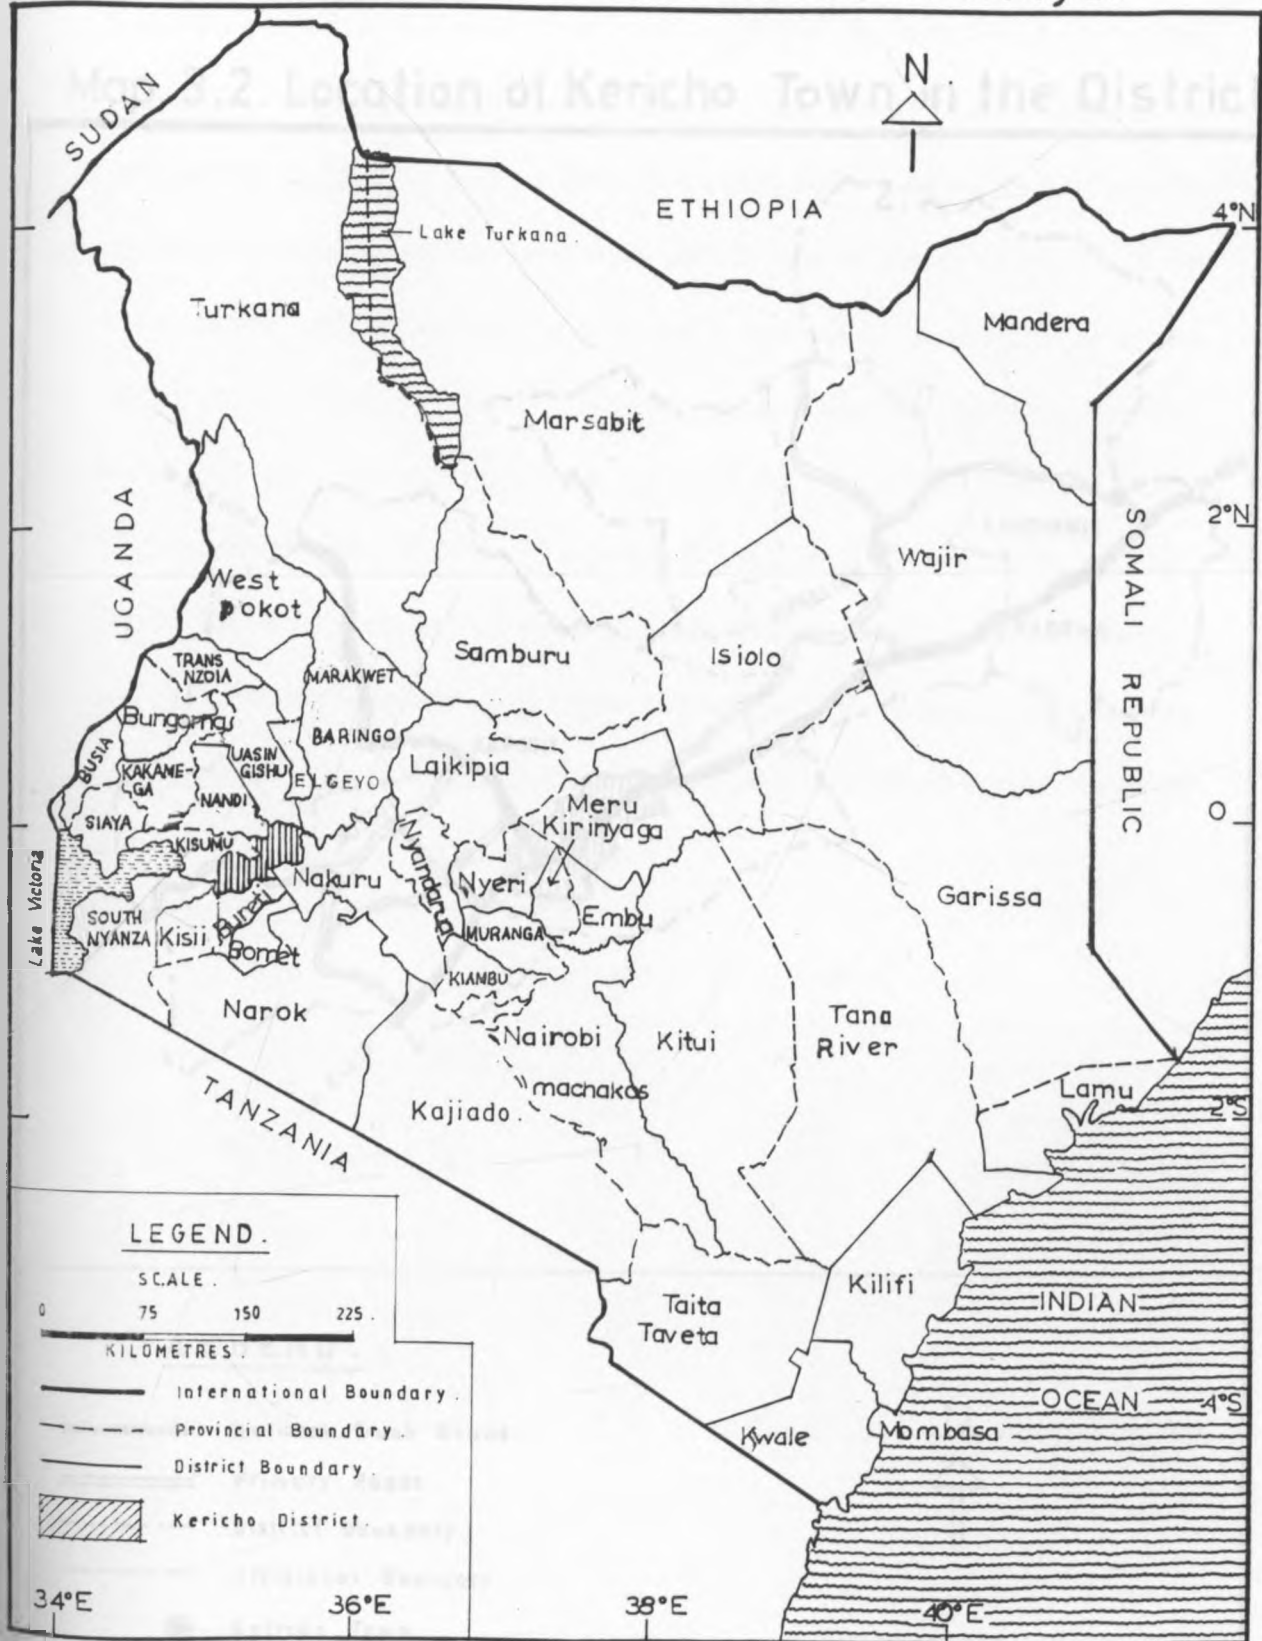 Map 3.2. Location of Kericho Town in the District
N
SUDAN
ETHIOPIA
4°N
Lake Turkana.
Turkana
Mandera
Marsabit
UGANDA
SOMALI REPUBLIC
2°N
Wajir
West
pokot
TRANS
NZOIA
MARAKWET
Samburu
Isiolo
Bungoma
BARINGO
UASIN
GISHU
Laikipia
BUSIA
KAKAME-
GA
ELGEYO
NANDI
Meru
Kirinyaga
SIAYA
0
KISUMU
Nyandarua
Nakuru
Nyeri
Garissa
Lake Victoria
SOUTH
NYANZA
Kisii
Bureti
Embu
MURANGA
Bomet
KIAMBU
Narok
Nairobi
Kitui
Tana
River
machakos
Lamu
2°S
TANZANIA
Kajiado.
LEGEND.
SCALE.
0 75 150 225.
KILOMETRES.
Kilifi
Taita
Taveta
INDIAN
OCEAN
4°S
International Boundary.
Provincial Boundary
District Boundary
Kericho District.
Kwale
Mombasa
34°E
36°E
38°E
40°E